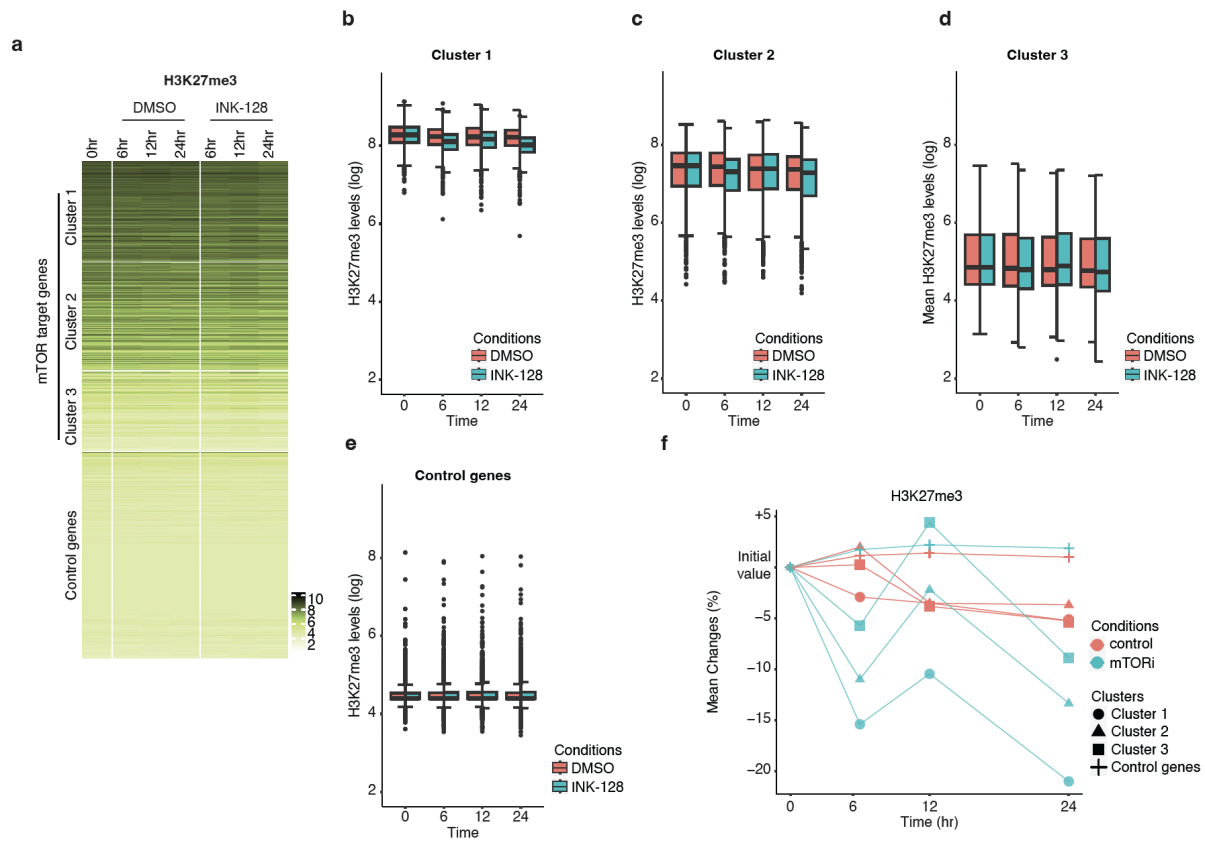 a
H3K27me3
DMSO
INK-128
0hr
6hr
12hr
24hr
6hr
12hr
24hr
mTOR target genes
Cluster 1
Cluster 2
Cluster 3
Control genes
10
8
6
4
2
b
Cluster 1
H3K27me3 levels (log)
8
6
4
2
0
6
12
24
Time
Conditions
DMSO
INK-128
c
Cluster 2
H3K27me3 levels (log)
8
6
4
2
0
6
12
24
Time
Conditions
DMSO
INK-128
d
Cluster 3
Mean H3K27me3 levels (log)
8
6
4
2
0
6
12
24
Time
Conditions
DMSO
INK-128
e
Control genes
H3K27me3 levels (log)
8
6
4
2
0
6
12
24
Time
Conditions
DMSO
INK-128
f
H3K27me3
Mean Changes (%)
+5
Initial
value
−5
−10
−15
−20
0
6
12
24
Time (hr)
Conditions
control
mTORi
Clusters
Cluster 1
Cluster 2
Cluster 3
Control genes